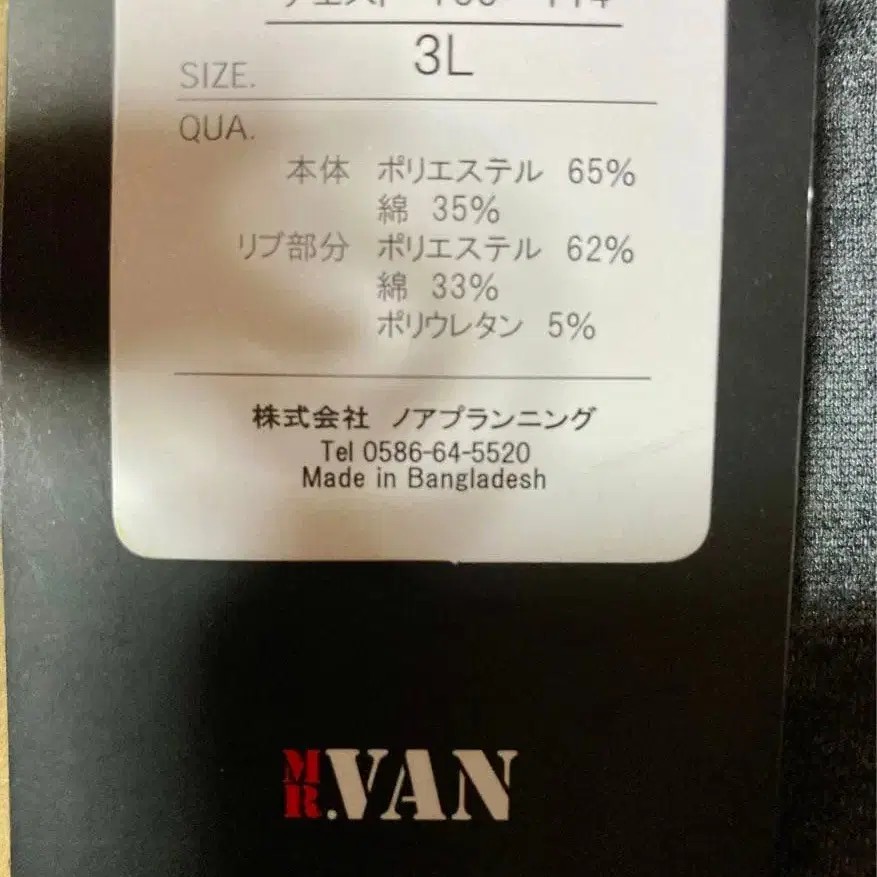 SIZE. 3L
QUA.
本体 ポリエステル 65%
綿 35%
リブ部分 ポリエステル 62%
綿 33%
ポリウレタン 5%
株式会社 ノアプランニング
Tel 0586-64-5520
Made in Bangladesh
MR.VAN